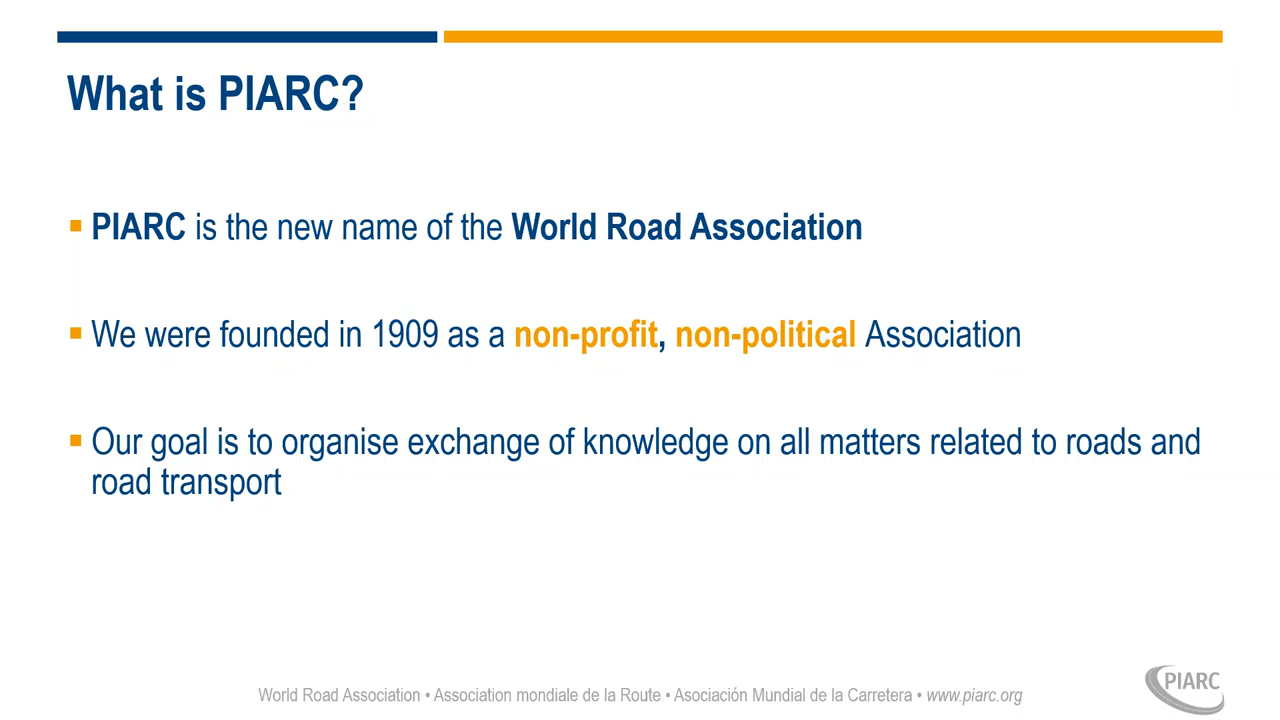 What is PIARC?
PIARC is the new name of the World Road Association
We were founded in 1909 as a non-profit, non-political Association
Our goal is to organise exchange of knowledge on all matters related to roads and
road transport
World Road Association • Association mondiale de la Route • Asociación Mundial de la Carretera • www.piarc.org
PIARC